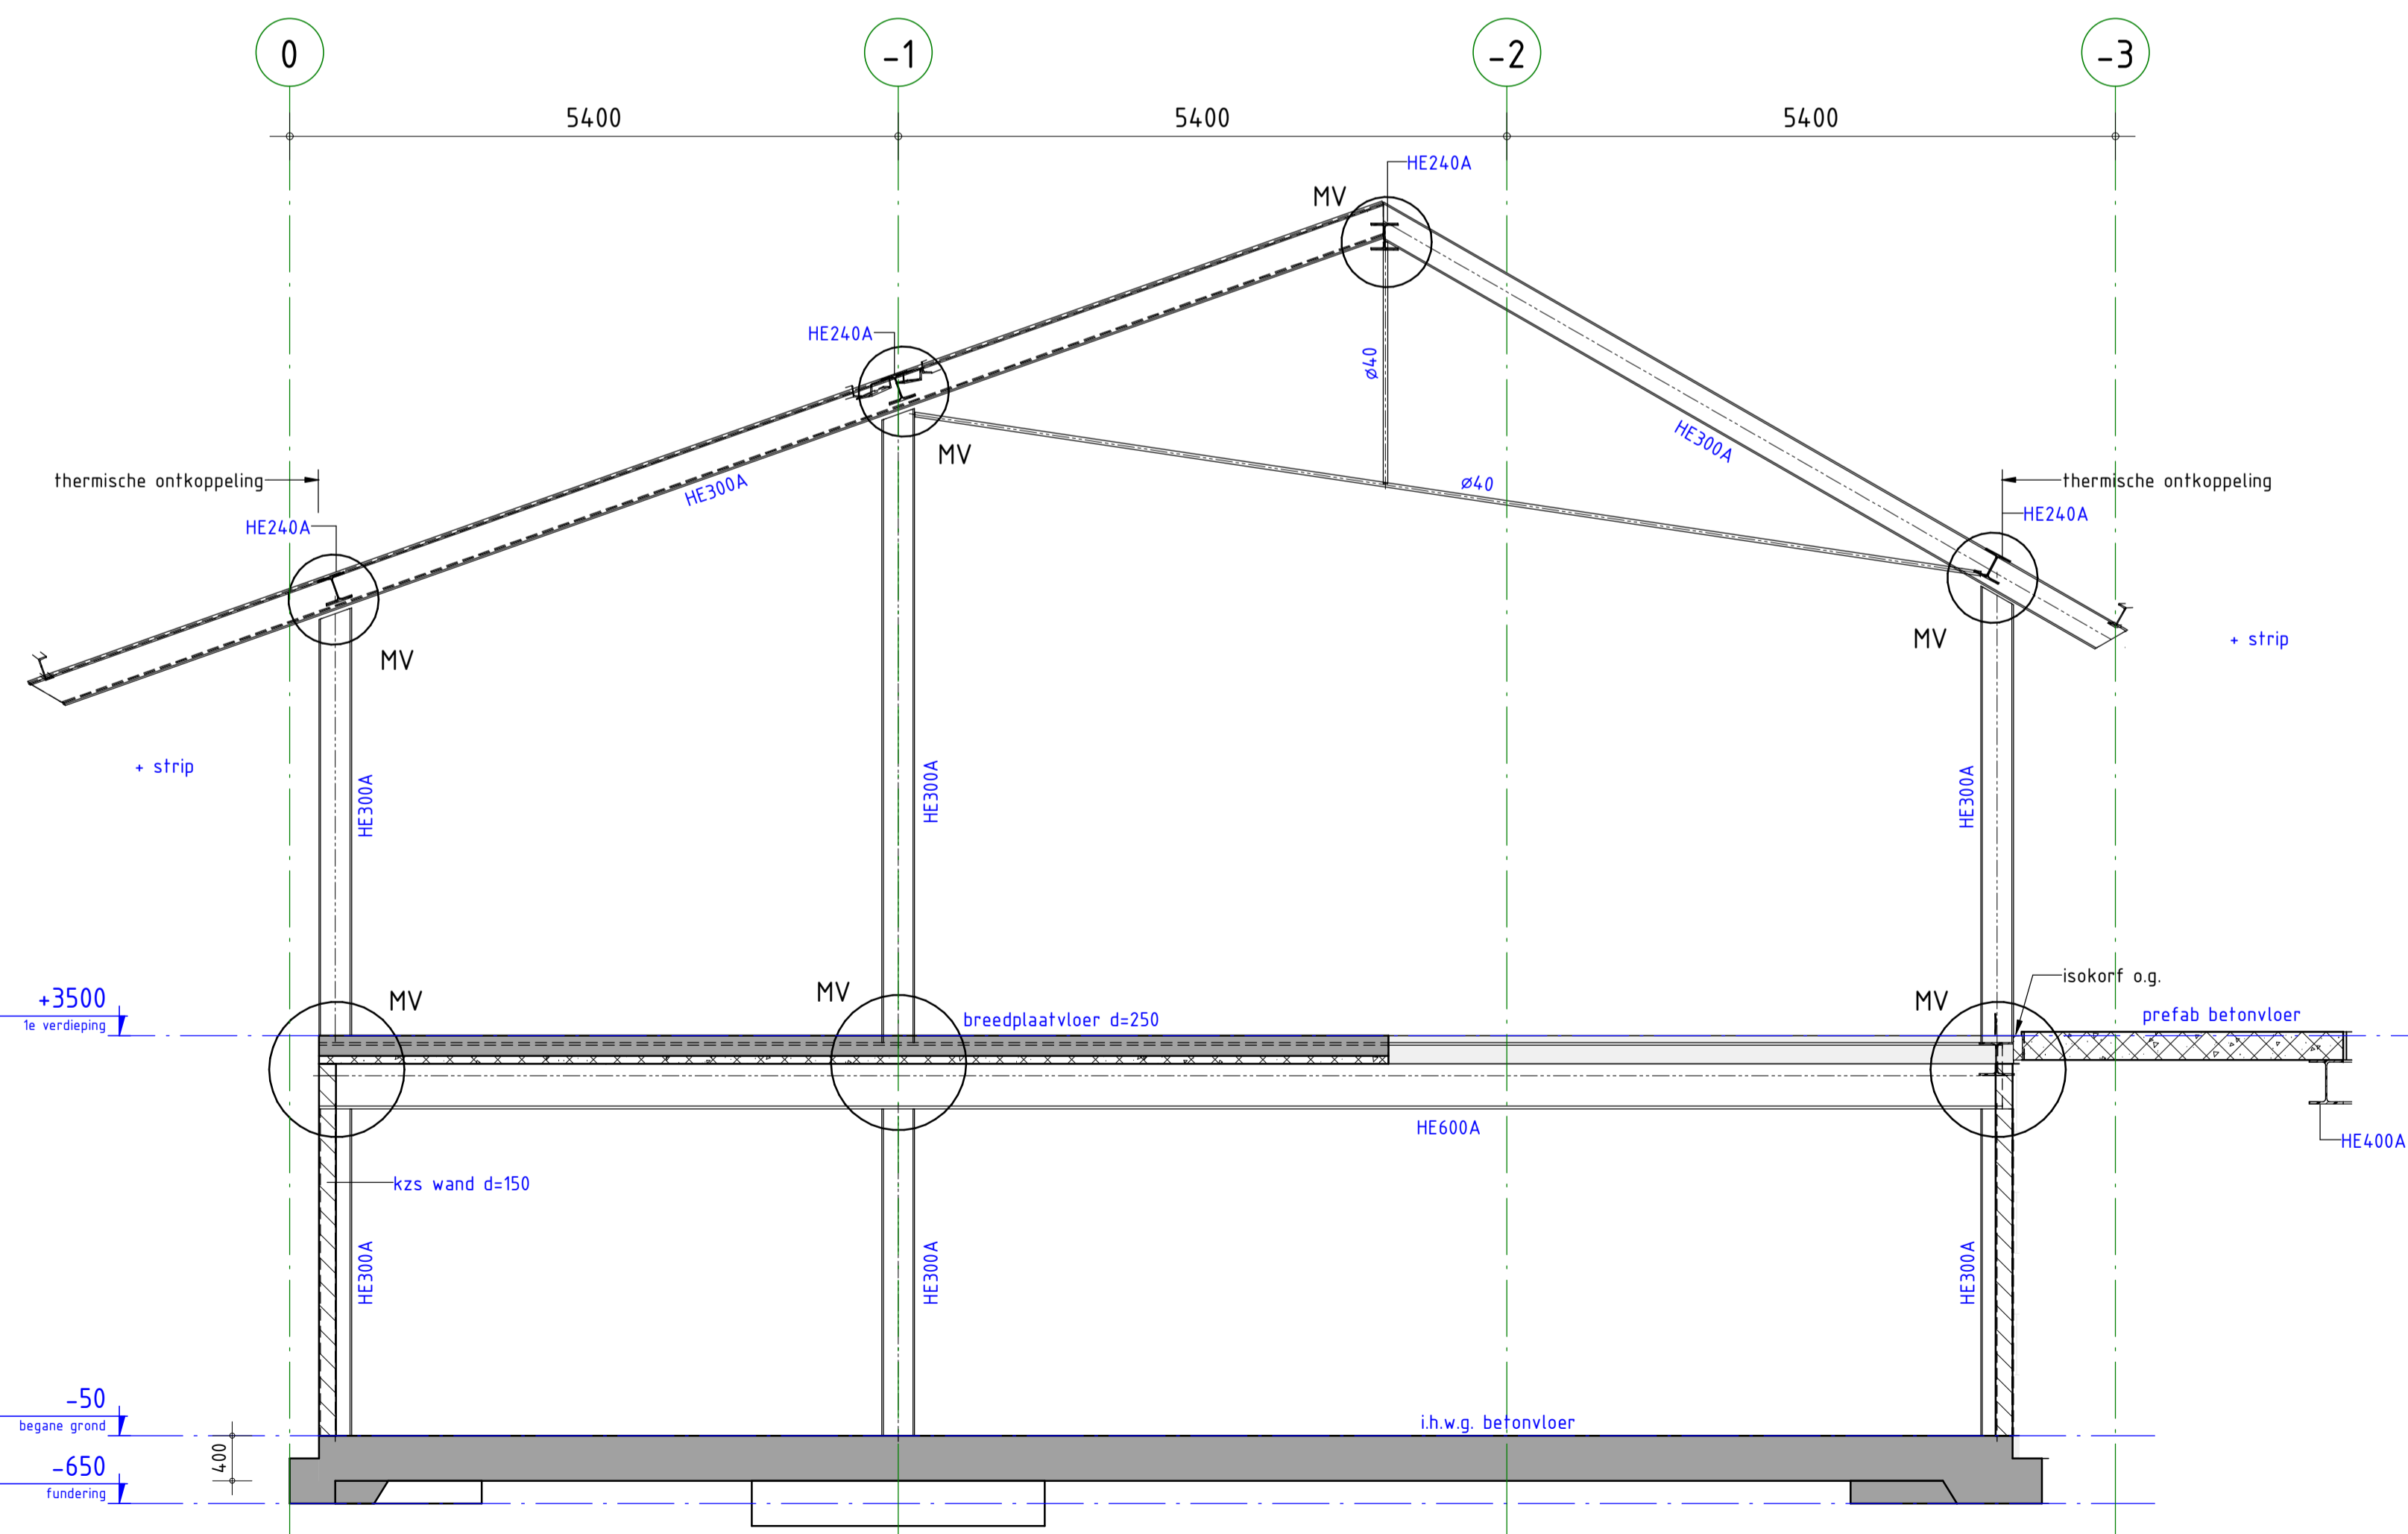 0
-1
-2
-3
5400
5400
5400
HE240A
MV
HE240A
ø40
HE300A
MV
thermische ontkoppeling
HE300A
ø40
thermische ontkoppeling
HE240A
HE240A
MV
MV
+ strip
+ strip
HE300A
HE300A
HE300A
isokorf o.g.
+3500
1e verdieping
MV
MV
MV
breedplaatvloer d=250
prefab betonvloer
HE600A
HE400A
kzs wand d=150
HE300A
HE300A
HE300A
-50
begane grond
i.h.w.g. betonvloer
400
-650
fundering